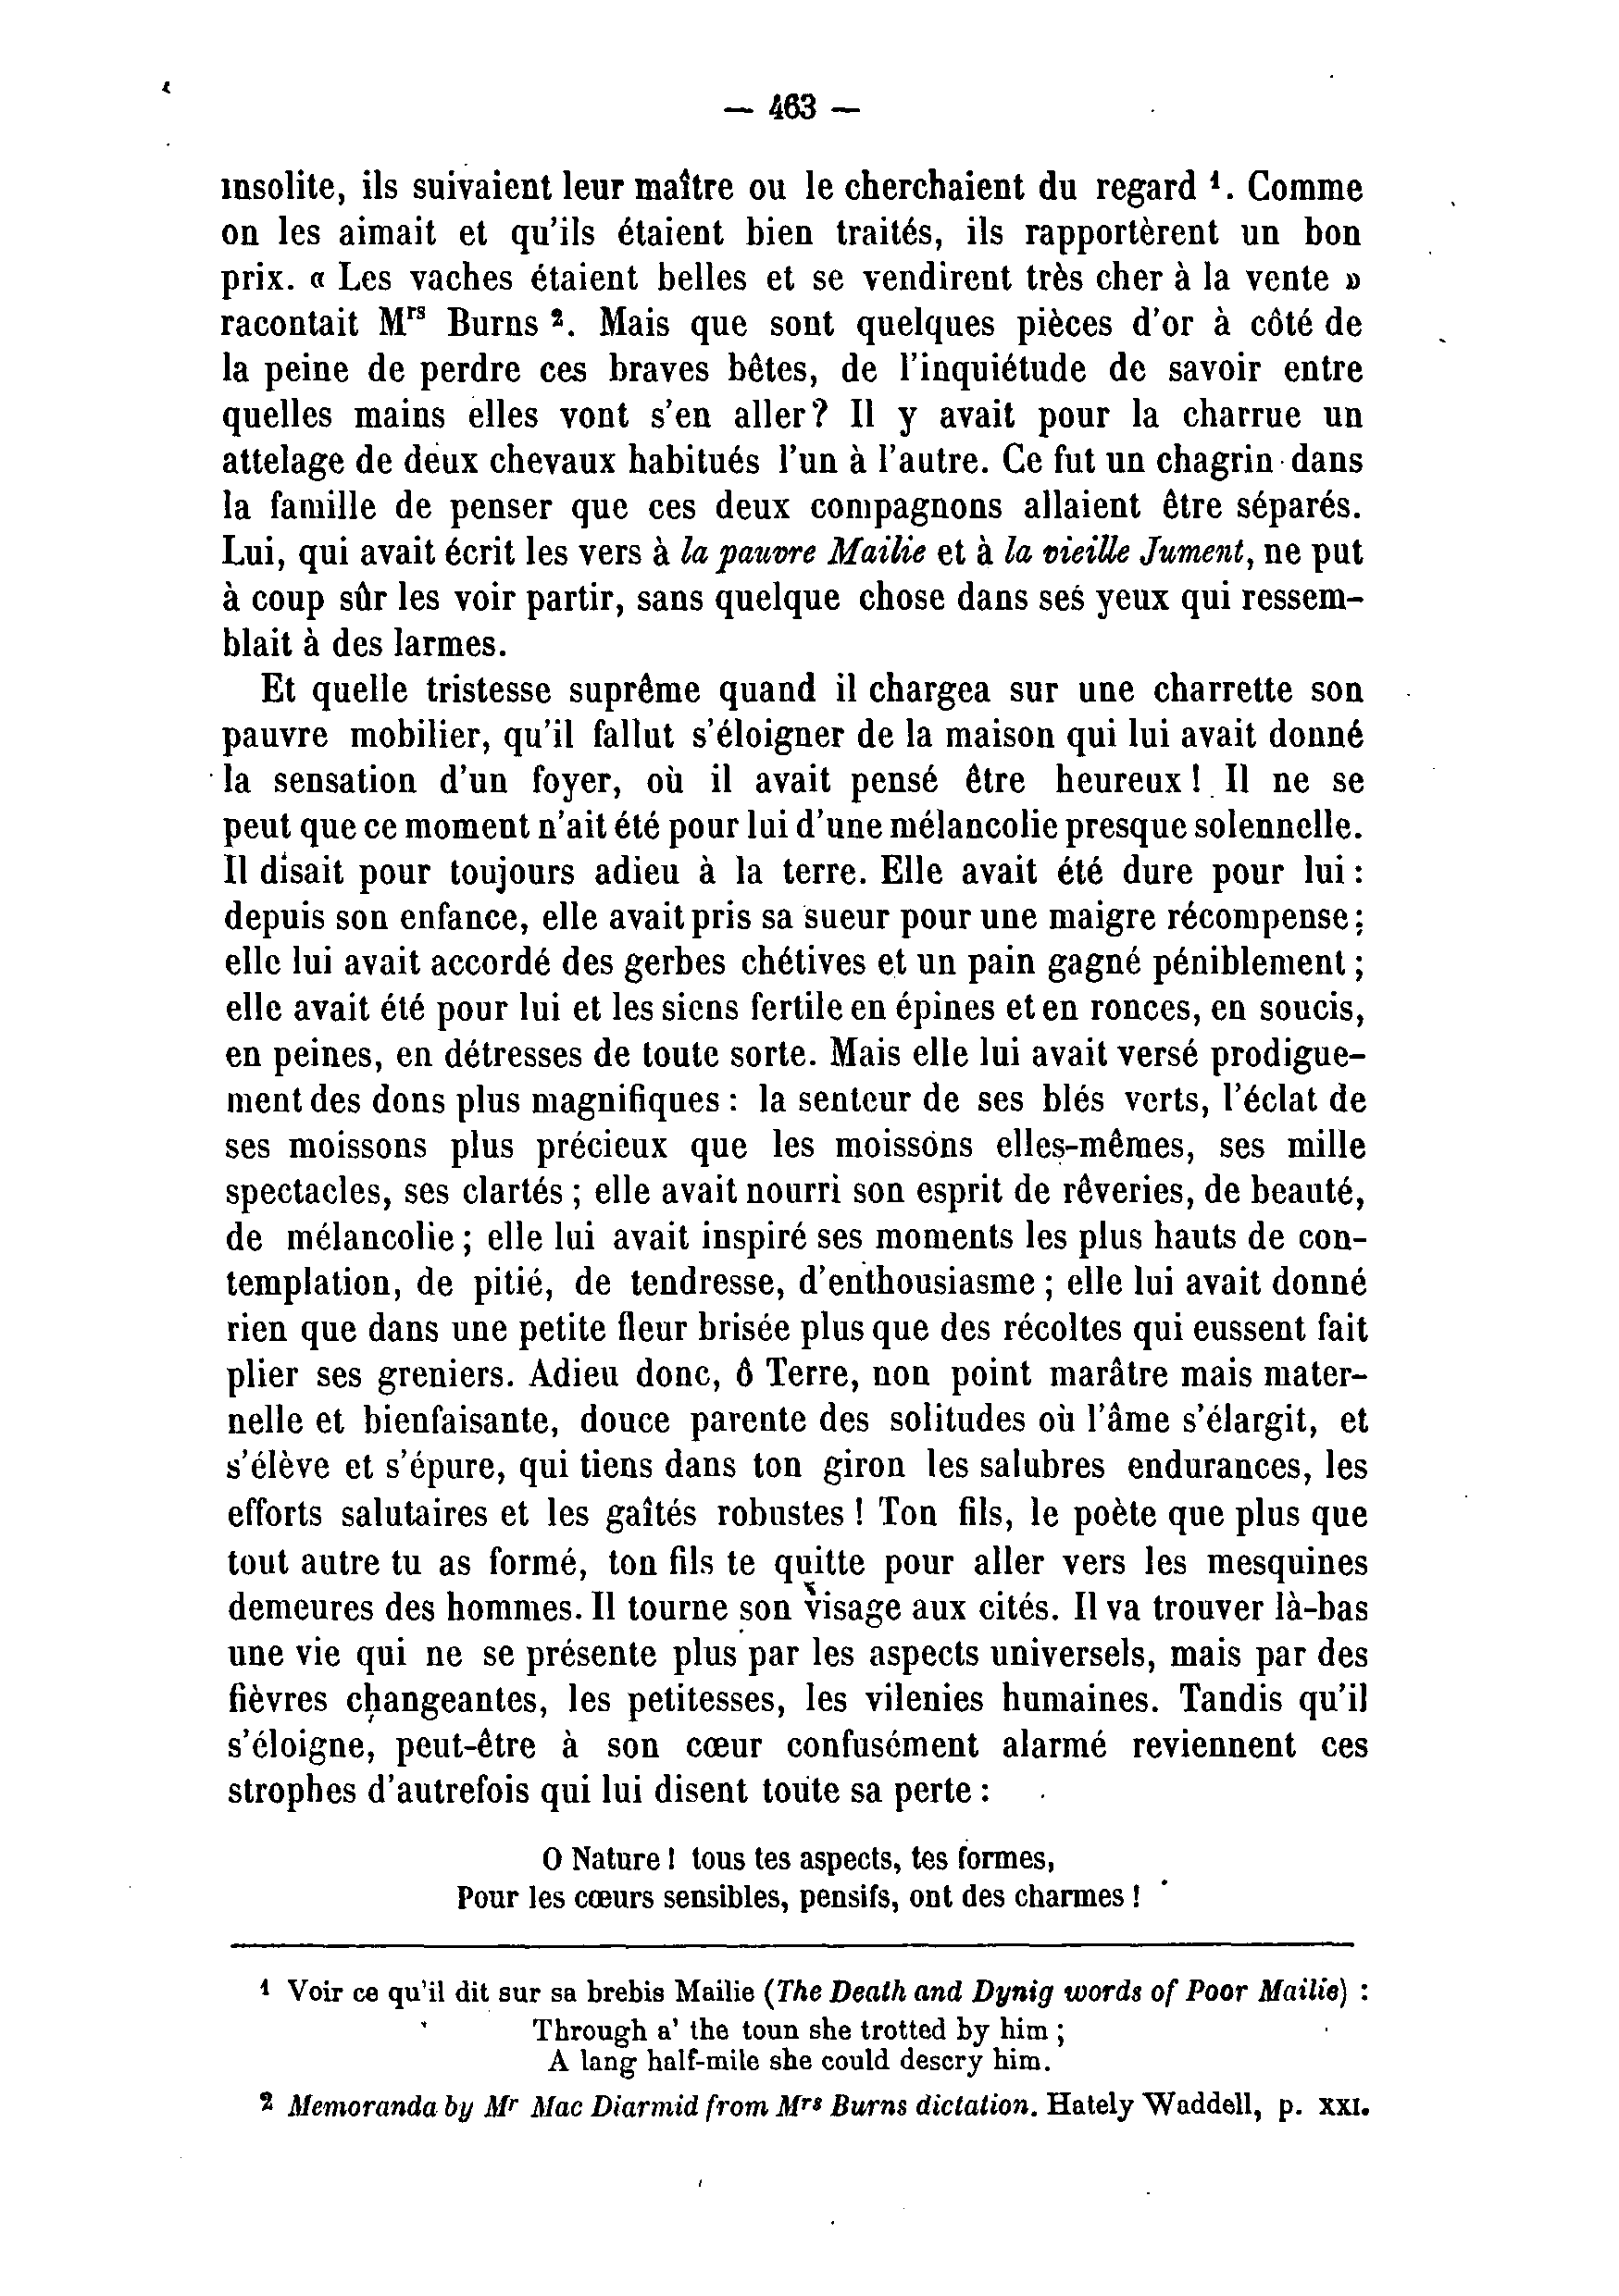 — 463 —
insolite, ils suivaient leur maître ou le cherchaient du regard ¹. Comme
on les aimait et qu'ils étaient bien traités, ils rapportèrent un bon
prix. « Les vaches étaient belles et se vendirent très cher à la vente »
racontait Mʳˢ Burns ². Mais que sont quelques pièces d'or à côté de
la peine de perdre ces braves bêtes, de l'inquiétude de savoir entre
quelles mains elles vont s'en aller? Il y avait pour la charrue un
attelage de deux chevaux habitués l'un à l'autre. Ce fut un chagrin dans
la famille de penser que ces deux compagnons allaient être séparés.
Lui, qui avait écrit les vers à la pauvre Mailie et à la vieille Jument, ne put
à coup sûr les voir partir, sans quelque chose dans ses yeux qui ressem-
blait à des larmes.
Et quelle tristesse suprême quand il chargea sur une charrette son
pauvre mobilier, qu'il fallut s'éloigner de la maison qui lui avait donné
la sensation d'un foyer, où il avait pensé être heureux ! Il ne se
peut que ce moment n'ait été pour lui d'une mélancolie presque solennelle.
Il disait pour toujours adieu à la terre. Elle avait été dure pour lui :
depuis son enfance, elle avait pris sa sueur pour une maigre récompense ;
elle lui avait accordé des gerbes chétives et un pain gagné péniblement ;
elle avait été pour lui et les siens fertile en épines et en ronces, en soucis,
en peines, en détresses de toute sorte. Mais elle lui avait versé prodigue-
ment des dons plus magnifiques : la senteur de ses blés verts, l'éclat de
ses moissons plus précieux que les moissons elles-mêmes, ses mille
spectacles, ses clartés ; elle avait nourri son esprit de rêveries, de beauté,
de mélancolie ; elle lui avait inspiré ses moments les plus hauts de con-
templation, de pitié, de tendresse, d'enthousiasme ; elle lui avait donné
rien que dans une petite fleur brisée plus que des récoltes qui eussent fait
plier ses greniers. Adieu donc, ô Terre, non point marâtre mais mater-
nelle et bienfaisante, douce parente des solitudes où l'âme s'élargit, et
s'élève et s'épure, qui tiens dans ton giron les salubres endurances, les
efforts salutaires et les gaîtés robustes ! Ton fils, le poète que plus que
tout autre tu as formé, ton fils te quitte pour aller vers les mesquines
demeures des hommes. Il tourne son visage aux cités. Il va trouver là-bas
une vie qui ne se présente plus par les aspects universels, mais par des
fièvres changeantes, les petitesses, les vilenies humaines. Tandis qu'il
s'éloigne, peut-être à son cœur confusément alarmé reviennent ces
strophes d'autrefois qui lui disent toute sa perte :
O Nature ! tous tes aspects, tes formes,
Pour les cœurs sensibles, pensifs, ont des charmes !
¹ Voir ce qu'il dit sur sa brebis Mailie (The Death and Dynig words of Poor Mailie) :
Through a' the toun she trotted by him ;
A lang half-mile she could descry him.
² Memoranda by Mʳ Mac Diarmid from Mʳˢ Burns dictation. Hately Waddell, p. XXI.